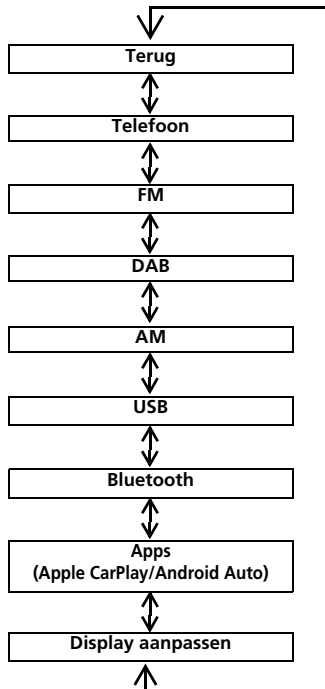 Terug
Telefoon
FM
DAB
AM
USB
Bluetooth
Apps
(Apple CarPlay/Android Auto)
Display aanpassen